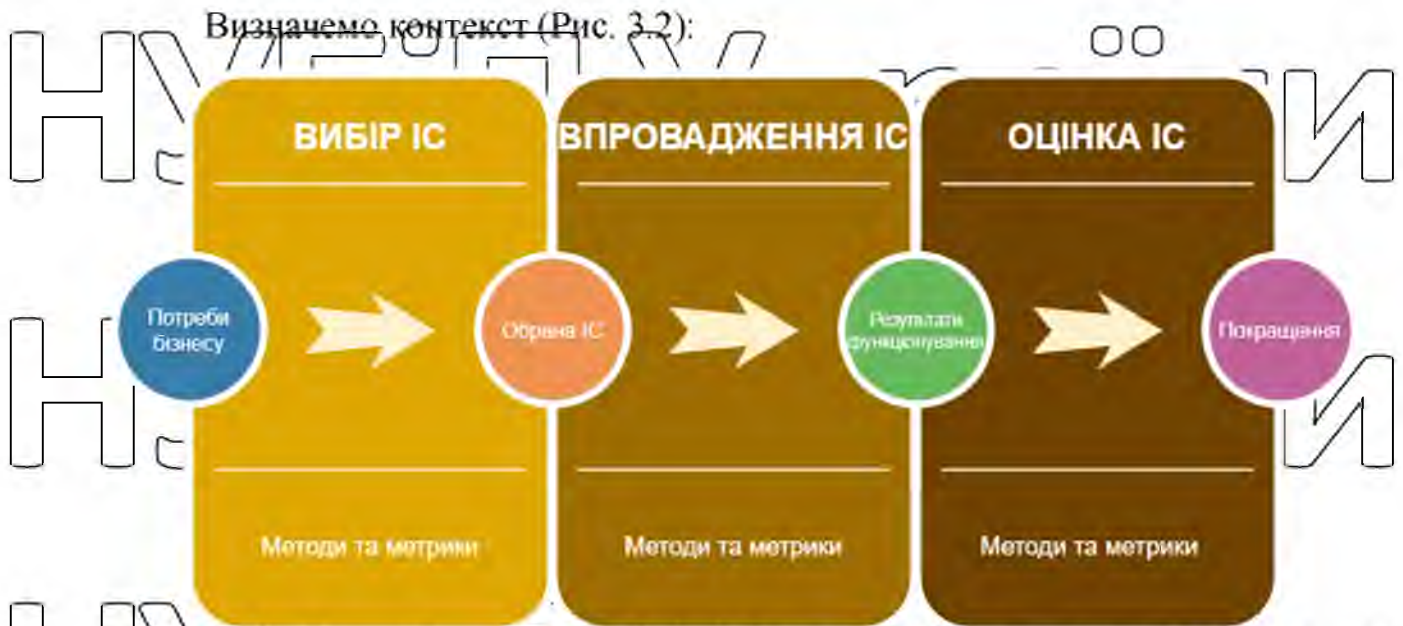 Визначемо контекст (Рис. 3.2):
ВИБІР ІС
ВПРОВАДЖЕННЯ ІС
ОЦІНКА ІС
Потреби
бізнесу
Обрана ІС
Результати
функціонування
Покращення
Методи та метрики
Методи та метрики
Методи та метрики